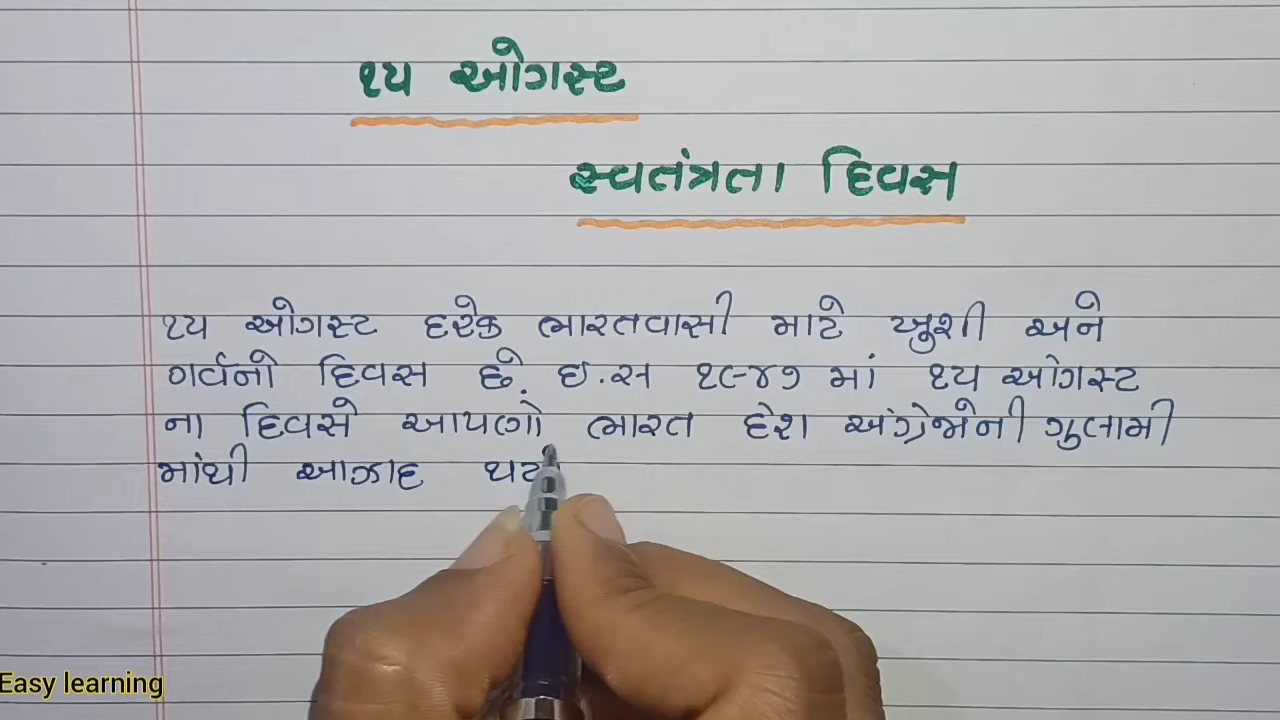 ૧૫ ઓગસ્ટ
સ્વતંત્રતા દિવસ
૧૫ ઓગસ્ટ દરેક ભારતવાસી માટે ખુશી અને
ગર્વનો દિવસ છે. ઇ.સ ૧૯૪૭ માં ૧૫ ઓગસ્ટ
ના દિવસે આપણો ભારત દેશ અંગ્રેજોની ગુલામી
માંથી આઝાદ
Easy learning